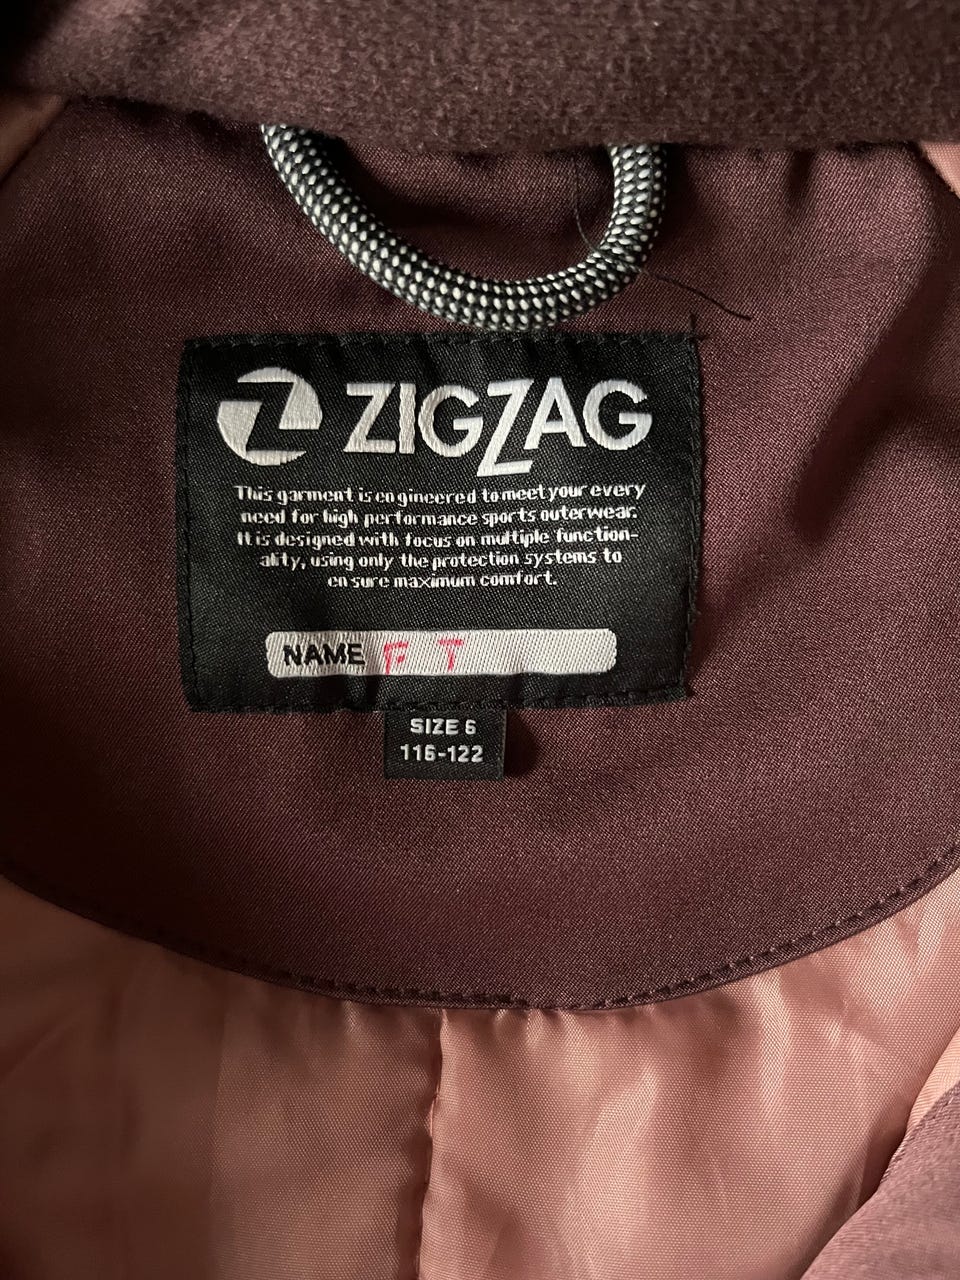 ZIGZAG
This garment is engineered to meet your every
need for high performance sports outerwear.
It is designed with focus on multiple function-
ality, using only the protection systems to
ensure maximum comfort.
NAME F T
SIZE 6
116-122